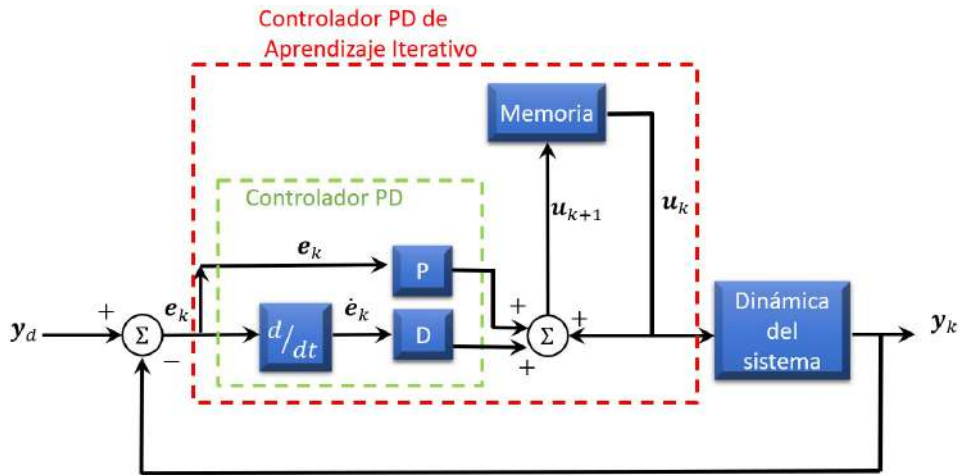 Controlador PD de
Aprendizaje Iterativo
Memoria
Controlador PD
u_{k+1}
u_k
e_k
P
+
+
e_k
ė_k
+
Dinámica
del
sistema
y_d
Σ
d/dt
D
Σ
y_k
−
+